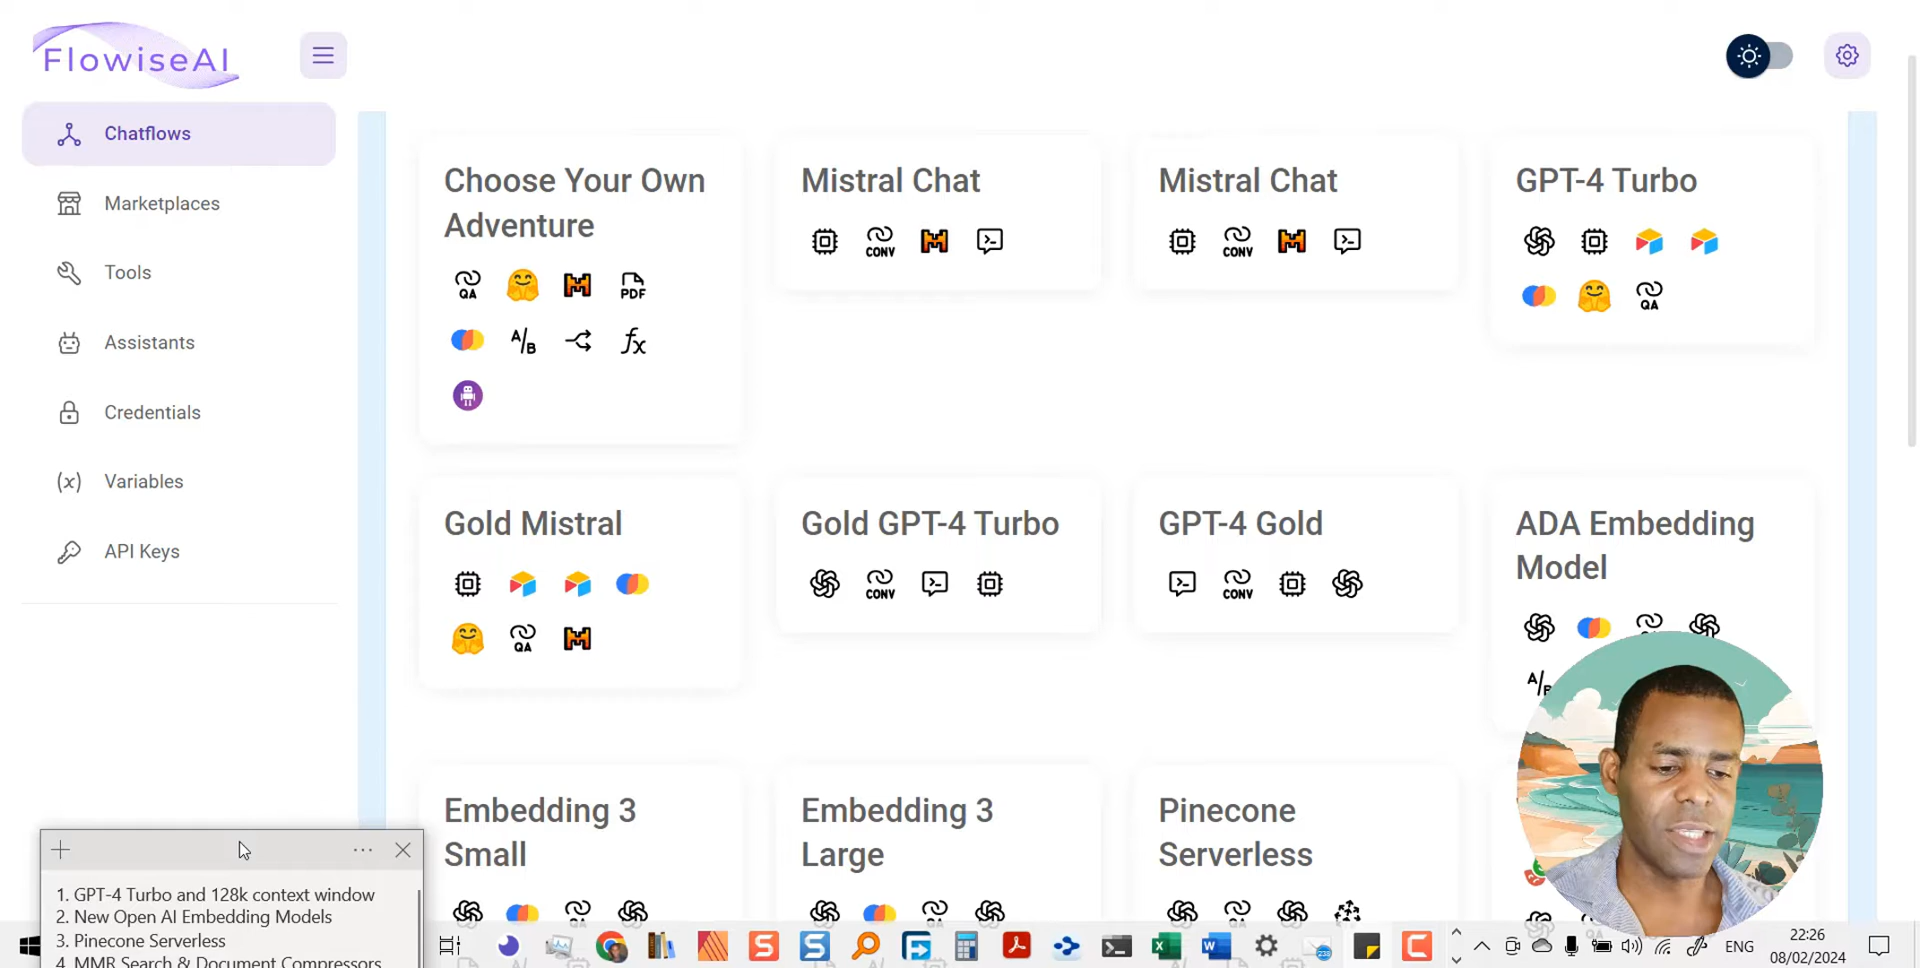 FlowiseAI
Chatflows
Marketplaces
Tools
Assistants
Credentials
(x) Variables
API Keys
Choose Your Own
Adventure
QA
PDF
A/B
fx
Mistral Chat
CONV
Mistral Chat
CONV
GPT-4 Turbo
QA
Gold Mistral
QA
Gold GPT-4 Turbo
CONV
GPT-4 Gold
CONV
ADA Embedding
Model
A/B
Embedding 3
Small
QA
Embedding 3
Large
QA
Pinecone
Serverless
QA
1. GPT-4 Turbo and 128k context window
2. New Open AI Embedding Models
3. Pinecone Serverless
4. MMR Search & Document Compressors
ENG
22:26
08/02/2024